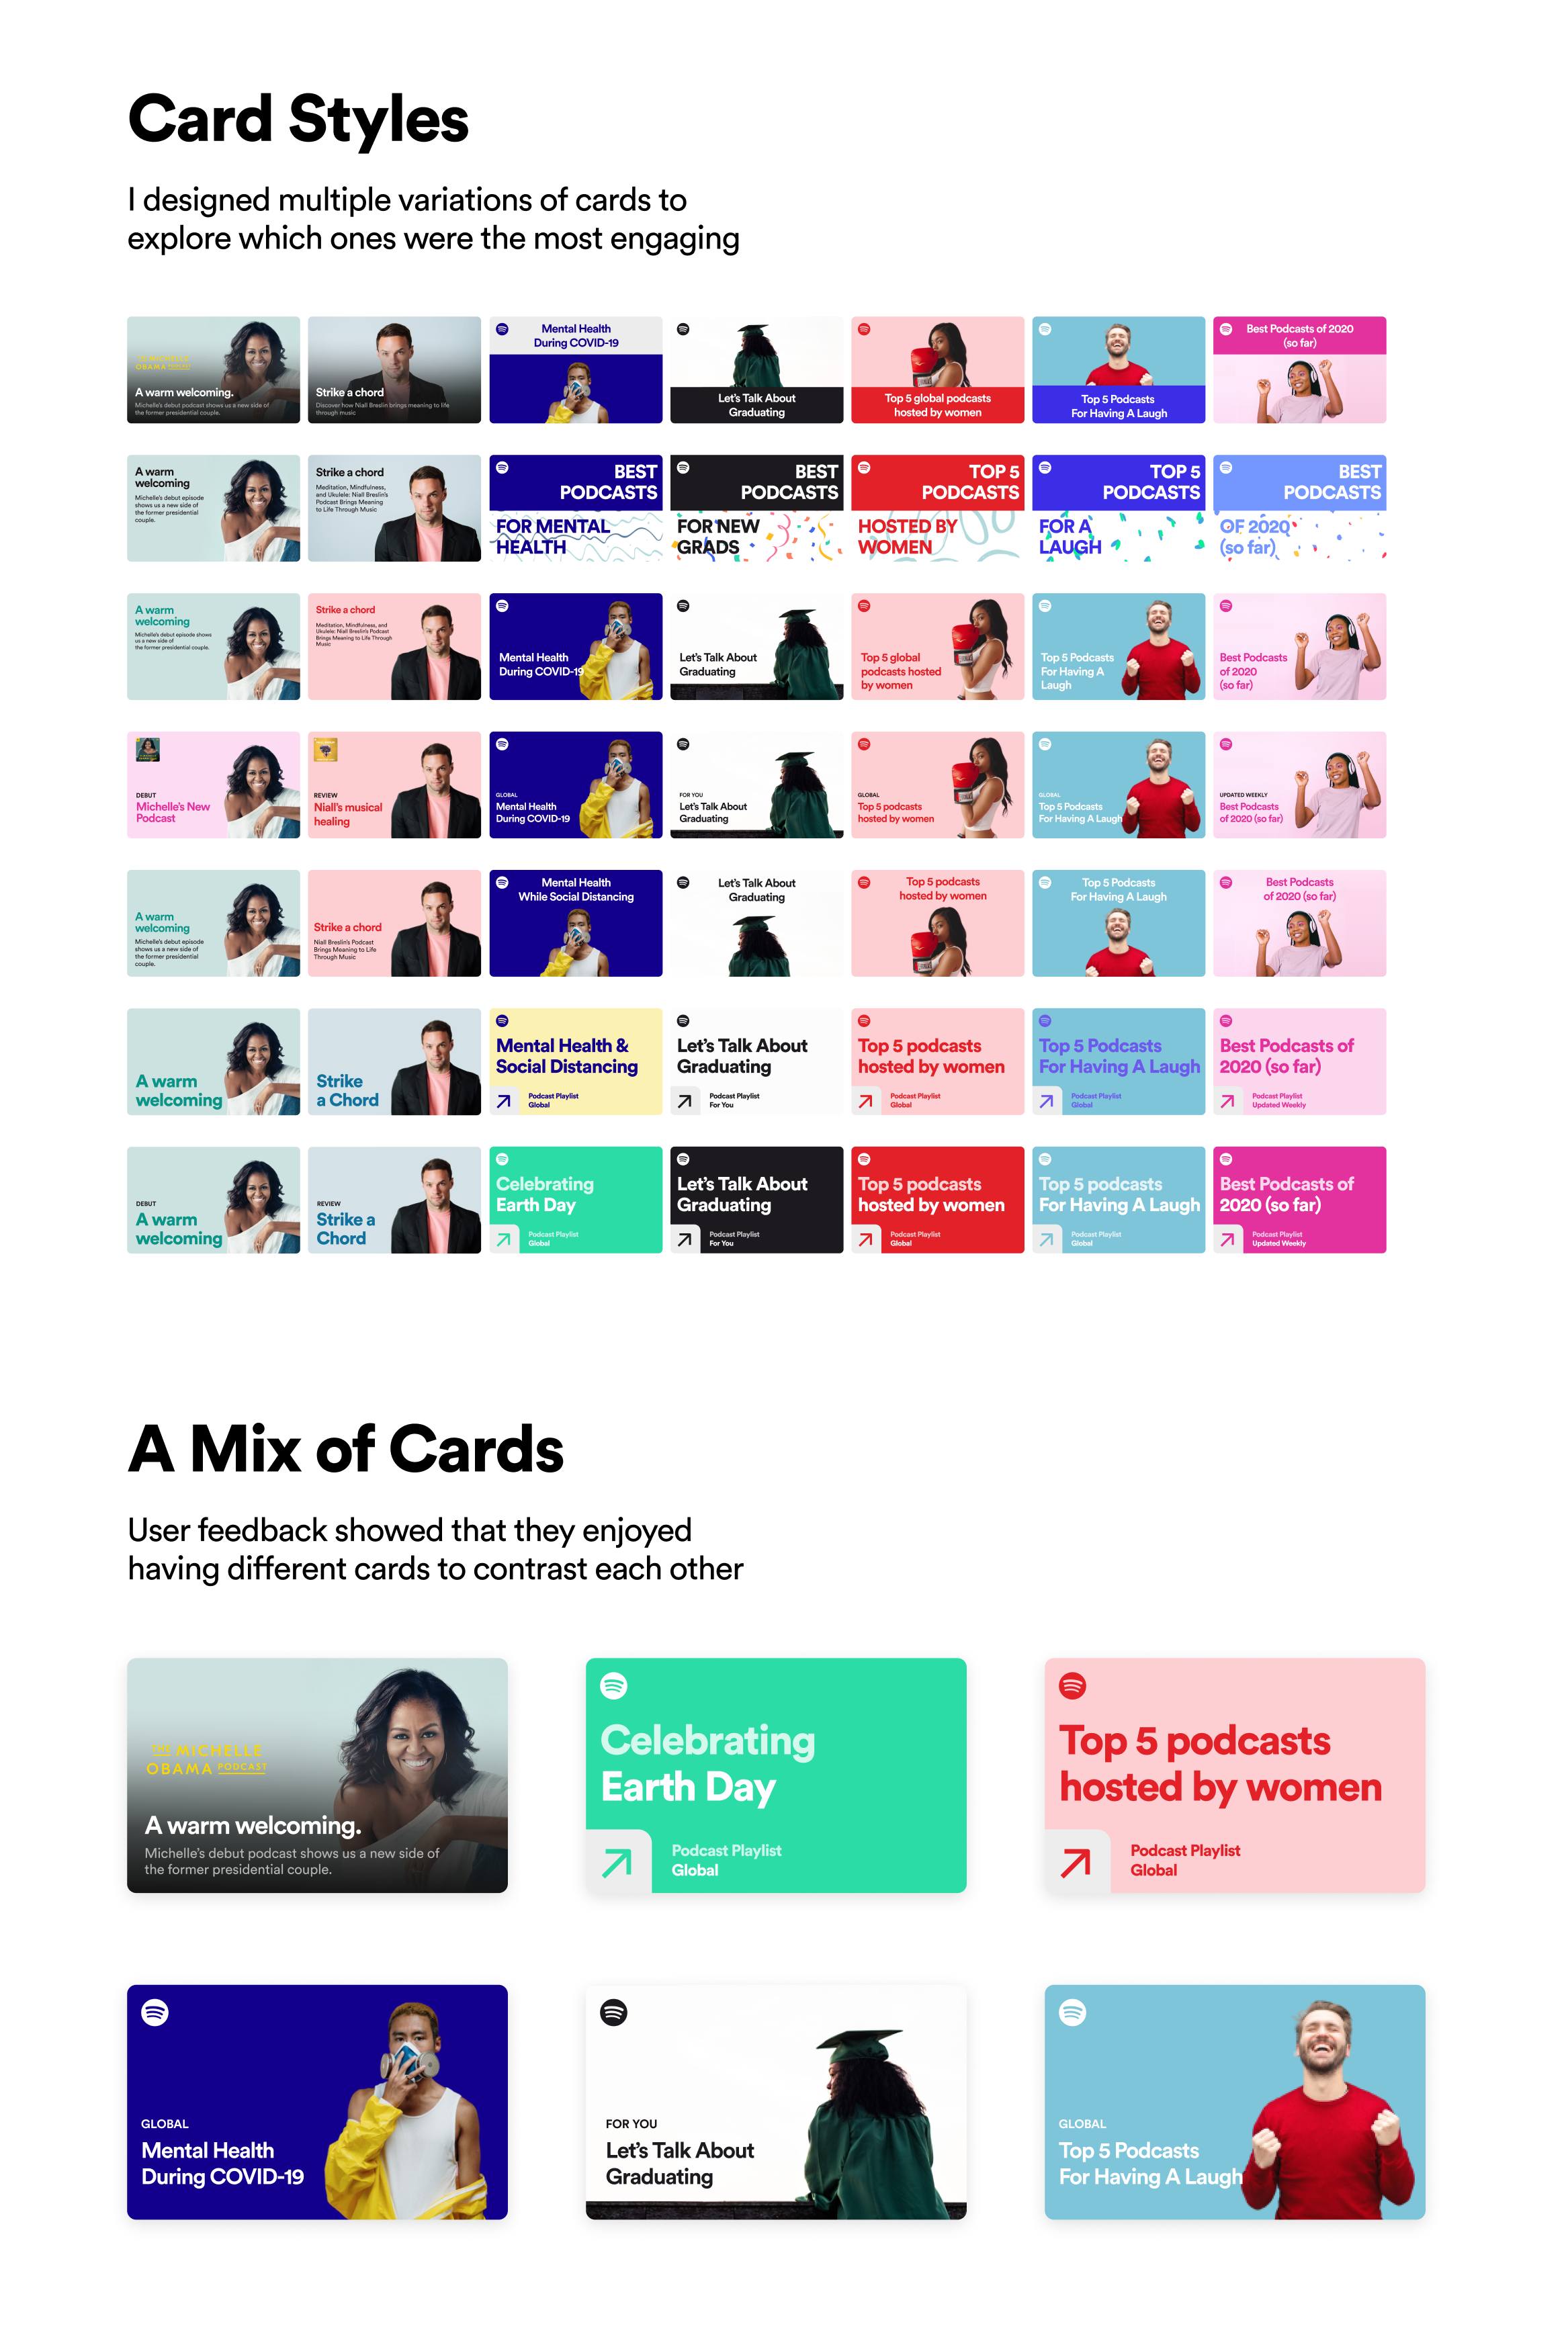 Card Styles
I designed multiple variations of cards to
explore which ones were the most engaging
THE MICHELLE
OBAMA PODCAST
A warm welcoming.
Michelle's debut podcast shows us a new side of
the former presidential couple.
Strike a chord
Discover how Niall Breslin brings meaning to life
through music
Mental Health
During COVID-19
Let's Talk About
Graduating
Top 5 global podcasts
hosted by women
Top 5 Podcasts
For Having A Laugh
Best Podcasts of 2020
(so far)
A warm
welcoming
Michelle's debut episode
shows us a new side of
the former presidential
couple.
Strike a chord
Meditation, Mindfulness,
and Ukulele: Niall Breslin's
Podcast Brings Meaning
to Life Through Music
BEST
PODCASTS
FOR MENTAL
HEALTH
BEST
PODCASTS
FOR NEW
GRADS
TOP 5
PODCASTS
HOSTED BY
WOMEN
TOP 5
PODCASTS
FOR A
LAUGH
BEST
PODCASTS
OF 2020
(so far)
A warm
welcoming
Michelle's debut episode shows
us a new side of
the former presidential couple.
Strike a chord
Meditation, Mindfulness, and
Ukulele: Niall Breslin's Podcast
Brings Meaning to Life Through
Music
Mental Health
During COVID-19
Let's Talk About
Graduating
Top 5 global
podcasts hosted
by women
Top 5 Podcasts
For Having A
Laugh
Best Podcasts
of 2020
(so far)
DEBUT
Michelle's New
Podcast
REVIEW
Niall's musical
healing
GLOBAL
Mental Health
During COVID-19
FOR YOU
Let's Talk About
Graduating
GLOBAL
Top 5 podcasts
hosted by women
GLOBAL
Top 5 Podcasts
For Having A Laugh
UPDATED WEEKLY
Best Podcasts
of 2020 (so far)
A warm
welcoming
Michelle's debut episode
shows us a new side of
the former presidential
couple.
Strike a chord
Niall Breslin's Podcast
Brings Meaning to Life
Through Music
Mental Health
While Social Distancing
Let's Talk About
Graduating
Top 5 podcasts
hosted by women
Top 5 Podcasts
For Having A Laugh
Best Podcasts
of 2020 (so far)
A warm
welcoming
Strike
a Chord
Mental Health &
Social Distancing
Podcast Playlist
Global
Let's Talk About
Graduating
Podcast Playlist
For You
Top 5 podcasts
hosted by women
Podcast Playlist
Global
Top 5 Podcasts
For Having A Laugh
Podcast Playlist
Global
Best Podcasts of
2020 (so far)
Podcast Playlist
Updated Weekly
DEBUT
A warm
welcoming
REVIEW
Strike a
Chord
Celebrating
Earth Day
Podcast Playlist
Global
Let's Talk About
Graduating
Podcast Playlist
For You
Top 5 podcasts
hosted by women
Podcast Playlist
Global
Top 5 podcasts
For Having A Laugh
Podcast Playlist
Global
Best Podcasts of
2020 (so far)
Podcast Playlist
Updated Weekly
A Mix of Cards
User feedback showed that they enjoyed
having different cards to contrast each other
THE MICHELLE
OBAMA PODCAST
A warm welcoming.
Michelle's debut podcast shows us a new side of
the former presidential couple.
Celebrating
Earth Day
Podcast Playlist
Global
Top 5 podcasts
hosted by women
Podcast Playlist
Global
GLOBAL
Mental Health
During COVID-19
FOR YOU
Let's Talk About
Graduating
GLOBAL
Top 5 Podcasts
For Having A Laugh